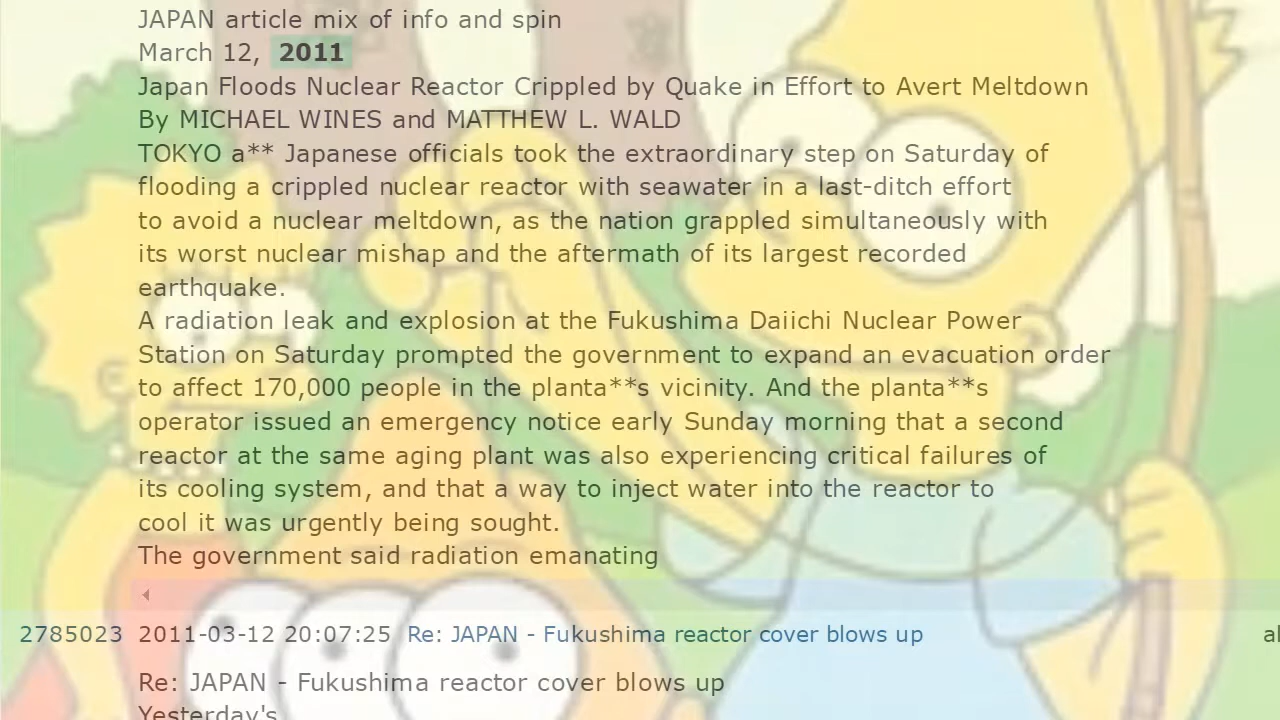 JAPAN article mix of info and spin
March 12, 2011
Japan Floods Nuclear Reactor Crippled by Quake in Effort to Avert Meltdown
By MICHAEL WINES and MATTHEW L. WALD
TOKYO a** Japanese officials took the extraordinary step on Saturday of
flooding a crippled nuclear reactor with seawater in a last-ditch effort
to avoid a nuclear meltdown, as the nation grappled simultaneously with
its worst nuclear mishap and the aftermath of its largest recorded
earthquake.
A radiation leak and explosion at the Fukushima Daiichi Nuclear Power
Station on Saturday prompted the government to expand an evacuation order
to affect 170,000 people in the planta**s vicinity. And the planta**s
operator issued an emergency notice early Sunday morning that a second
reactor at the same aging plant was also experiencing critical failures of
its cooling system, and that a way to inject water into the reactor to
cool it was urgently being sought.
The government said radiation emanating
2785023 2011-03-12 20:07:25 Re: JAPAN - Fukushima reactor cover blows up
Re: JAPAN - Fukushima reactor cover blows up
Yesterday's